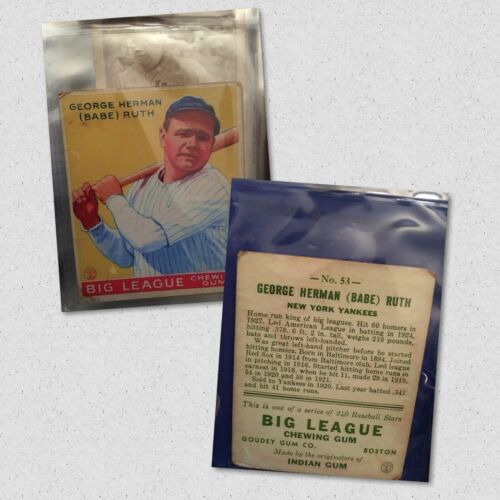 GEORGE HERMAN
(BABE) RUTH
BIG LEAGUE CHEWING GUM
— No. 53 —
GEORGE HERMAN (BABE) RUTH
NEW YORK YANKEES
Home run king of big leagues. Hit 60 homers in
1927. Led American League in batting in 1924,
hitting .378. 6 ft. 2 in. tall, weighs 210 pounds,
bats and throws left-handed.
Was great left-hand pitcher before he started
hitting homers. Born in Baltimore in 1894. Joined
Red Sox in 1914 from Baltimore club. Led league
in pitching in 1916. Started hitting home runs in
earnest in 1918, when he hit 11, made 29 in 1919,
54 in 1920 and 59 in 1921.
Sold to Yankees in 1920. Last year batted .341
and hit 41 home runs.
This is one of a series of 240 Baseball Stars
BIG LEAGUE
CHEWING GUM
GOUDEY GUM CO. BOSTON
Made by the originators of
INDIAN GUM